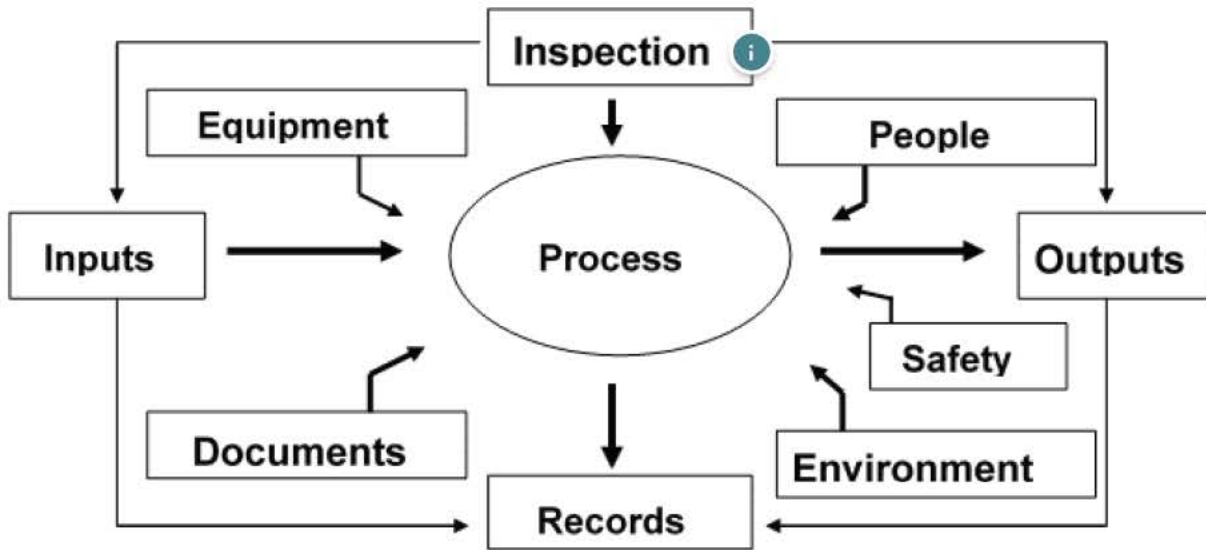 Inspection
i
Equipment
People
Inputs
Process
Outputs
Safety
Documents
Environment
Records